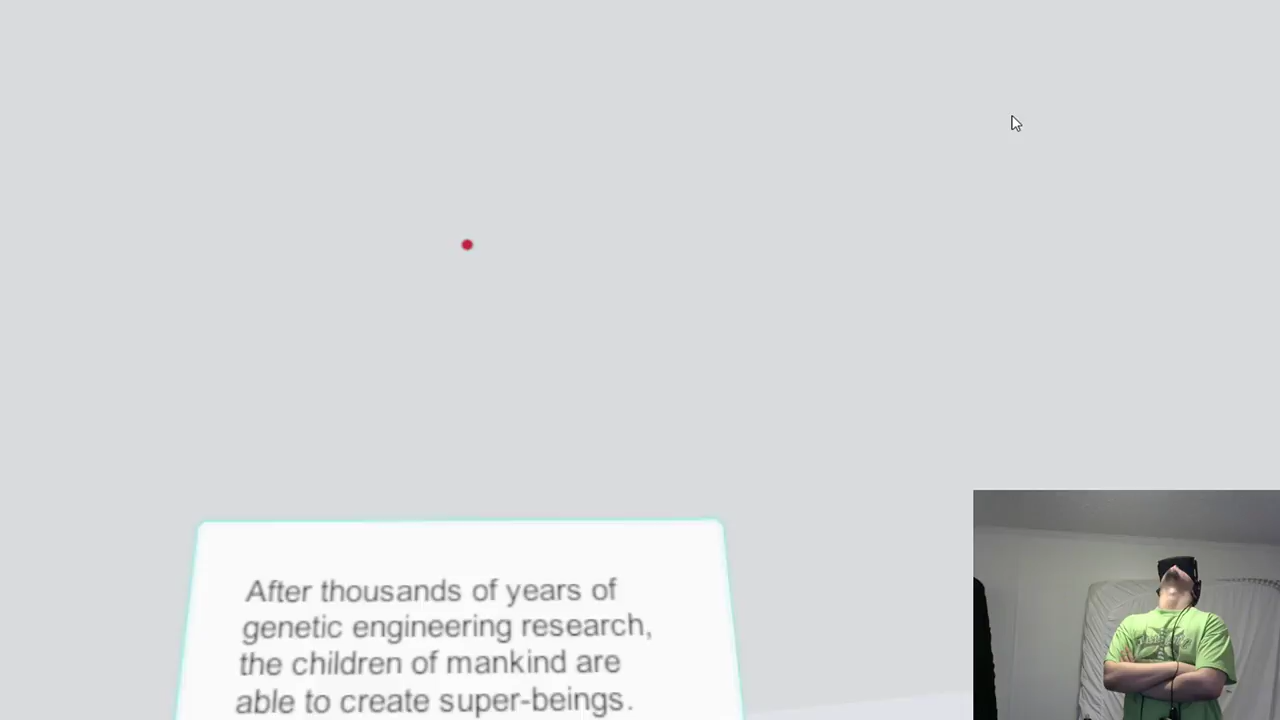 After thousands of years of
genetic engineering research,
the children of mankind are
able to create super-beings.